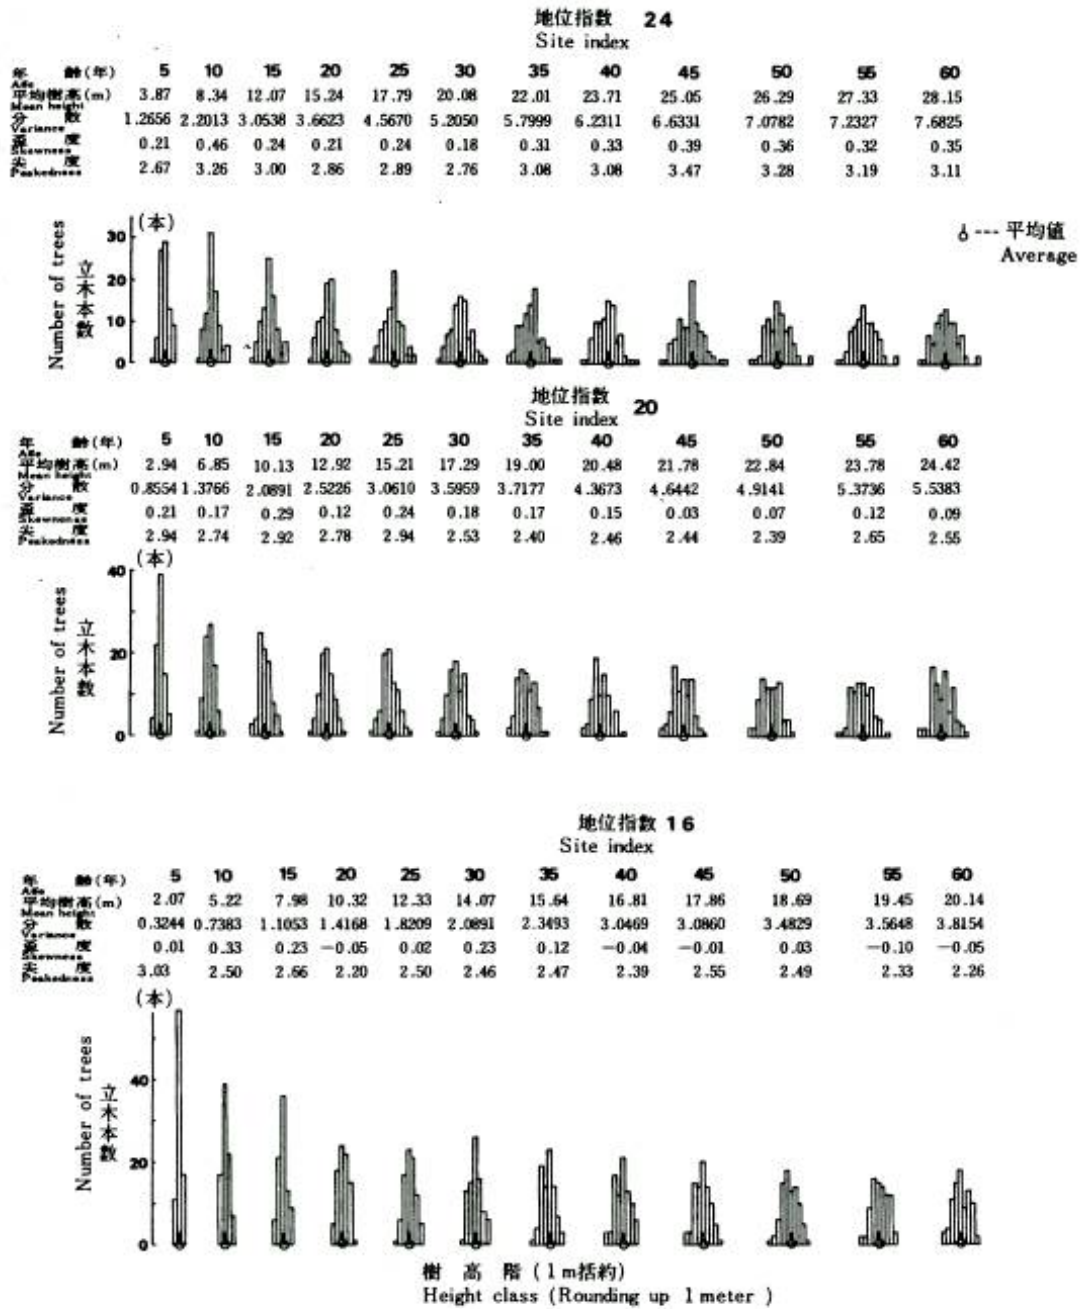 地位指数 24
Site index
年 齢(年) 5 10 15 20 25 30 35 40 45 50 55 60
Age
平均樹高(m) 3.87 8.34 12.07 15.24 17.79 20.08 22.01 23.71 25.05 26.29 27.33 28.15
Mean height
分 散 1.2656 2.2013 3.0538 3.6623 4.5670 5.2050 5.7999 6.2311 6.6331 7.0782 7.2327 7.6825
Variance
歪 度 0.21 0.46 0.24 0.21 0.24 0.18 0.31 0.33 0.39 0.36 0.32 0.35
Skewness
尖 度 2.67 3.26 3.00 2.86 2.89 2.76 3.08 3.08 3.47 3.28 3.19 3.11
Peakedness
(本)
Number of trees
立木本数
30
20
10
0
--- 平均値
Average
地位指数 20
Site index
年 齢(年) 5 10 15 20 25 30 35 40 45 50 55 60
Age
平均樹高(m) 2.94 6.85 10.13 12.92 15.21 17.29 19.00 20.48 21.78 22.84 23.78 24.42
Mean height
分 散 0.8554 1.3766 2.0891 2.5226 3.0610 3.5959 3.7177 4.3673 4.6442 4.9141 5.3736 5.5383
Variance
歪 度 0.21 0.17 0.29 0.12 0.24 0.18 0.17 0.15 0.03 0.07 0.12 0.09
Skewness
尖 度 2.94 2.74 2.92 2.78 2.94 2.53 2.40 2.46 2.44 2.39 2.65 2.55
Peakedness
(本)
Number of trees
立木本数
40
20
0
地位指数 16
Site index
年 齢(年) 5 10 15 20 25 30 35 40 45 50 55 60
Age
平均樹高(m) 2.07 5.22 7.98 10.32 12.33 14.07 15.64 16.81 17.86 18.69 19.45 20.14
Mean height
分 散 0.3244 0.7383 1.1053 1.4168 1.8209 2.0891 2.3493 3.0469 3.0860 3.4829 3.5648 3.8154
Variance
歪 度 0.01 0.33 0.23 −0.05 0.02 0.23 0.12 −0.04 −0.01 0.03 −0.10 −0.05
Skewness
尖 度 3.03 2.50 2.66 2.20 2.50 2.46 2.47 2.39 2.55 2.49 2.33 2.26
Peakedness
(本)
Number of trees
立木本数
40
20
0
樹 高 階 (1m括約)
Height class (Rounding up 1meter )